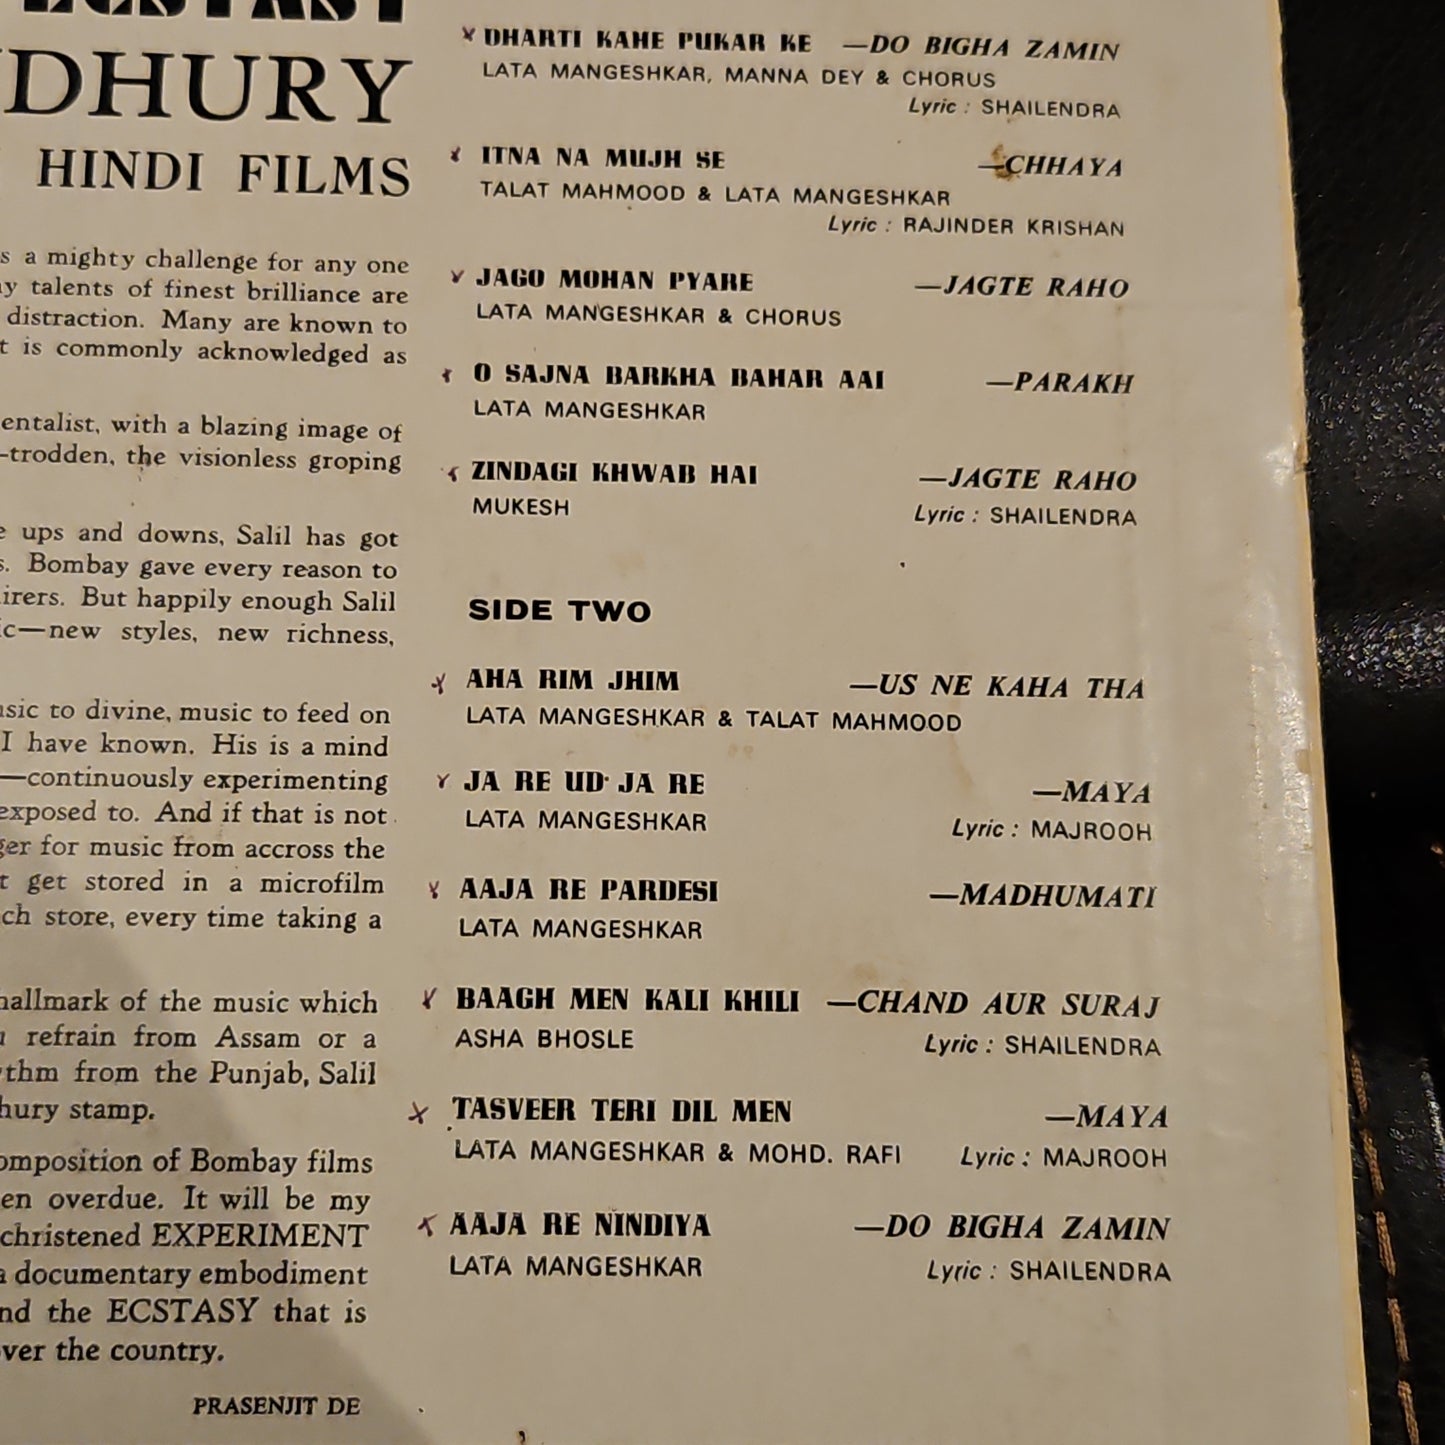 ECSTASY
DHURY
HINDI FILMS
s a mighty challenge for any one
y talents of finest brilliance are
distraction. Many are known to
t is commonly acknowledged as
entalist, with a blazing image of
-trodden, the visionless groping
e ups and downs, Salil has got
s. Bombay gave every reason to
irers. But happily enough Salil
ic—new styles, new richness,
usic to divine, music to feed on
I have known. His is a mind
—continuously experimenting
exposed to. And if that is not
ger for music from accross the
t get stored in a microfilm
ch store, every time taking a
hallmark of the music which
u refrain from Assam or a
ythm from the Punjab, Salil
hury stamp.
omposition of Bombay films
en overdue. It will be my
christened EXPERIMENT
a documentary embodiment
nd the ECSTASY that is
ver the country.
PRASENJIT DE
DHARTI KAHE PUKAR KE —DO BIGHA ZAMIN
LATA MANGESHKAR, MANNA DEY & CHORUS
Lyric : SHAILENDRA
ITNA NA MUJH SE —CHHAYA
TALAT MAHMOOD & LATA MANGESHKAR
Lyric : RAJINDER KRISHAN
JAGO MOHAN PYARE —JAGTE RAHO
LATA MANGESHKAR & CHORUS
O SAJNA BARKHA BAHAR AAI —PARAKH
LATA MANGESHKAR
ZINDAGI KHWAB HAI —JAGTE RAHO
MUKESH Lyric : SHAILENDRA
SIDE TWO
AHA RIM JHIM —US NE KAHA THA
LATA MANGESHKAR & TALAT MAHMOOD
JA RE UD JA RE —MAYA
LATA MANGESHKAR Lyric : MAJROOH
AAJA RE PARDESI —MADHUMATI
LATA MANGESHKAR
BAAGH MEN KALI KHILI —CHAND AUR SURAJ
ASHA BHOSLE Lyric : SHAILENDRA
TASVEER TERI DIL MEN —MAYA
LATA MANGESHKAR & MOHD. RAFI Lyric : MAJROOH
AAJA RE NINDIYA —DO BIGHA ZAMIN
LATA MANGESHKAR Lyric : SHAILENDRA